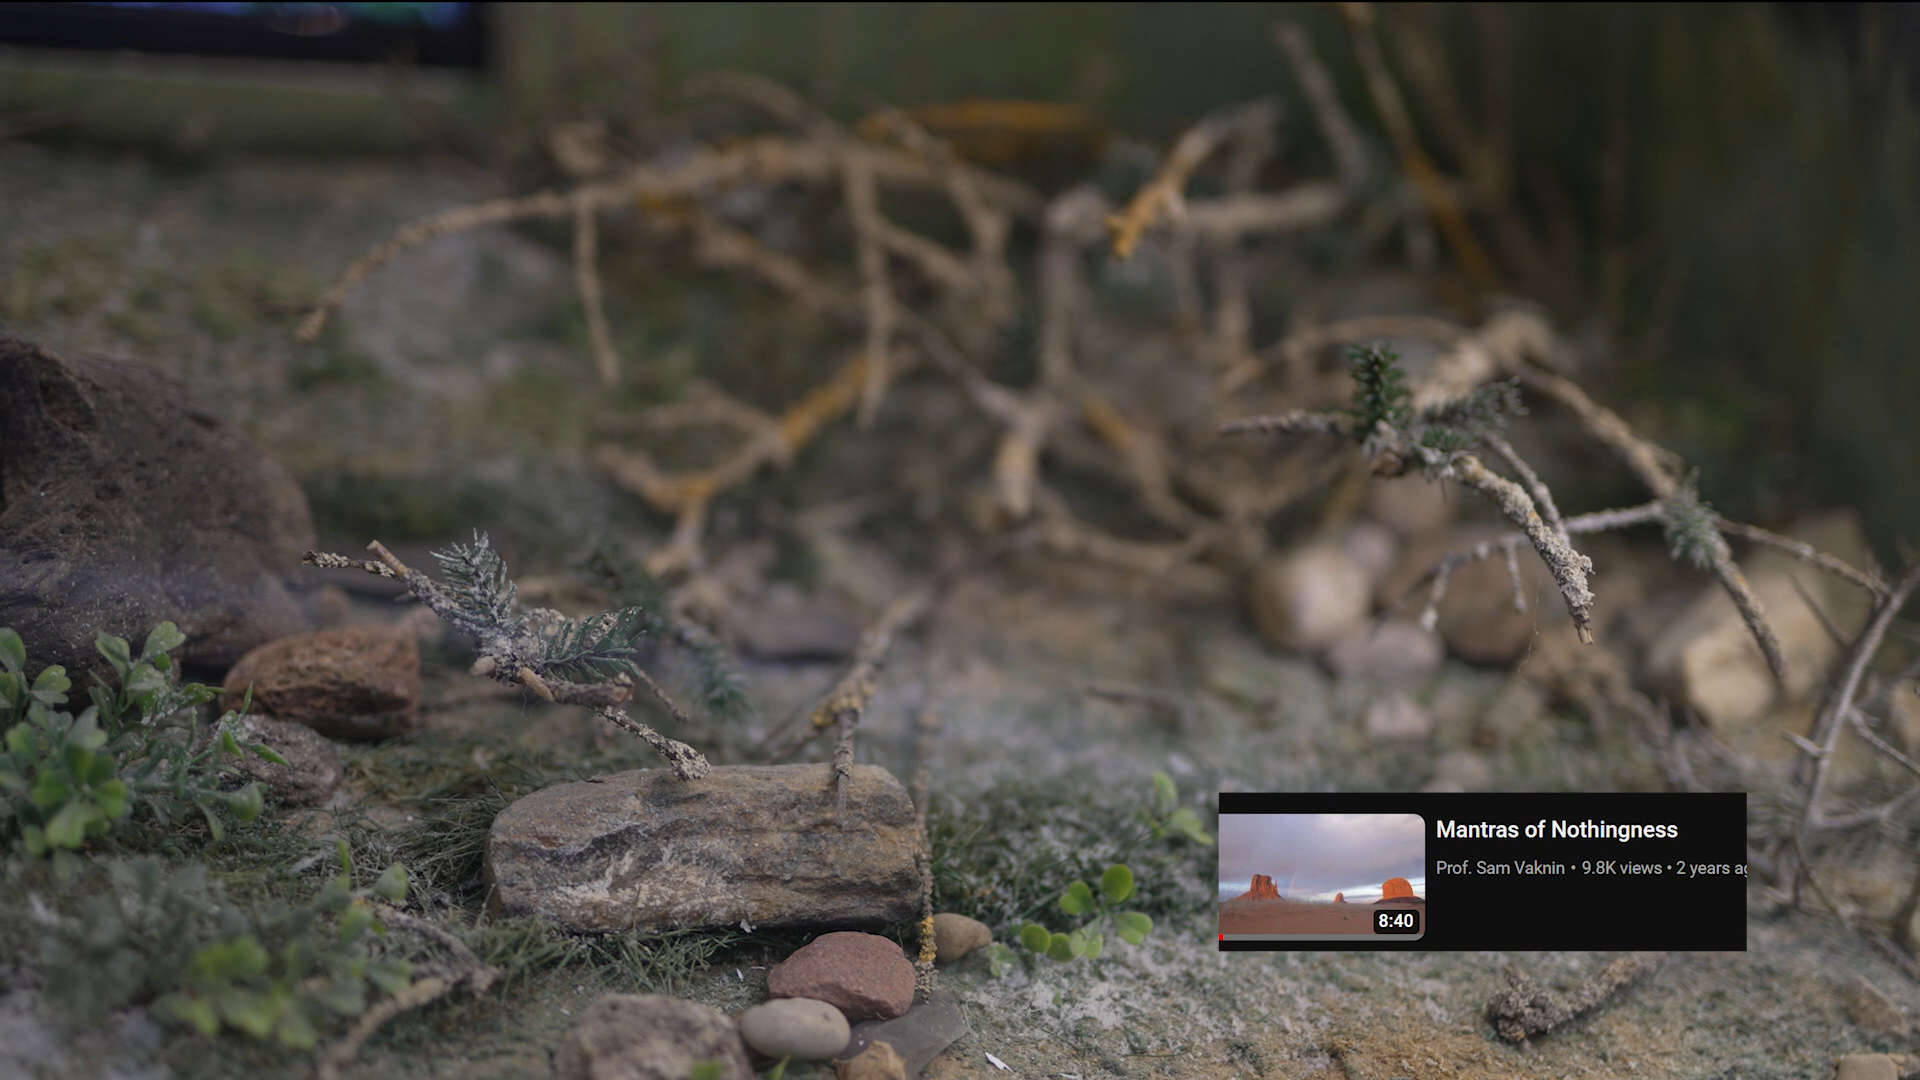 Mantras of Nothingness
Prof. Sam Vaknin • 9.8K views • 2 years ag
8:40